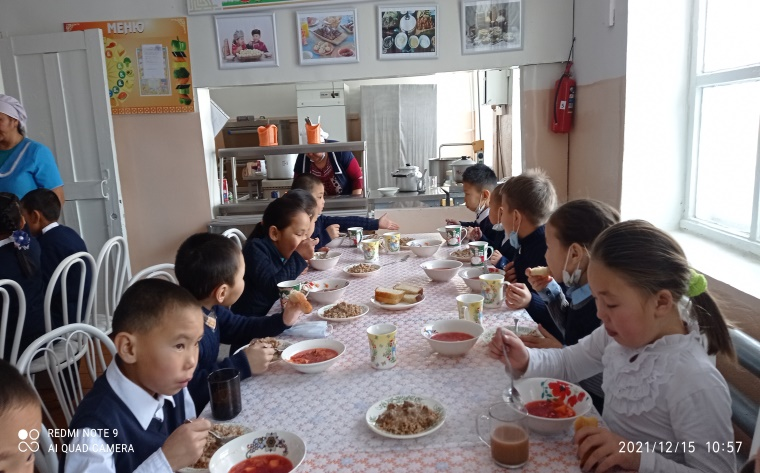 МЕНЮ
REDMI NOTE 9
AI QUAD CAMERA
2021/12/15 10:57